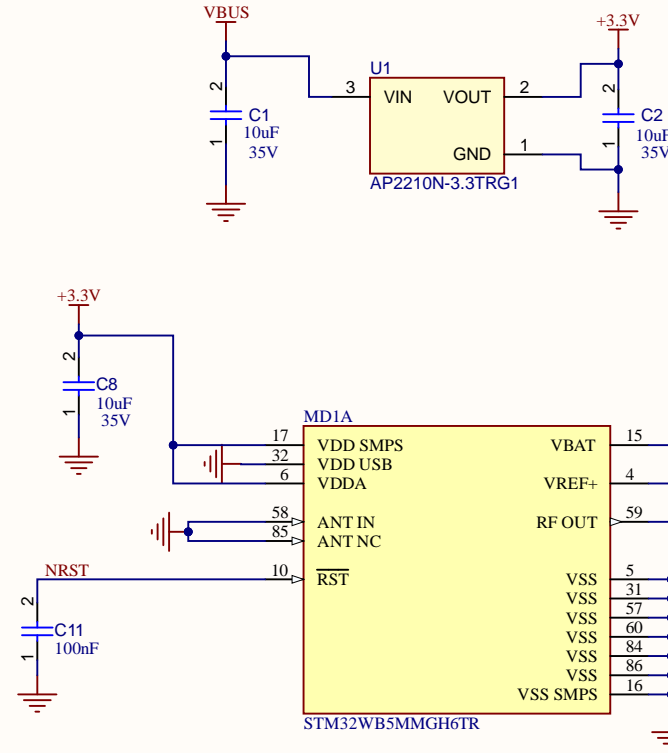 VBUS
+3.3V
U1
3 VIN VOUT 2
2 C1
10uF
35V
1
2 C2
10uF
35V
1
GND 1
AP2210N-3.3TRG1
+3.3V
2 C8
10uF
35V
1
MD1A
17 VDD SMPS VBAT 15
32 VDD USB
6 VDDA VREF+ 4
58 ANT IN RF OUT 59
85 ANT NC
NRST 10 RST VSS 5
VSS 31
VSS 57
VSS 60
VSS 84
VSS 86
VSS SMPS 16
2 C11
100nF
1
STM32WB5MMGH6TR